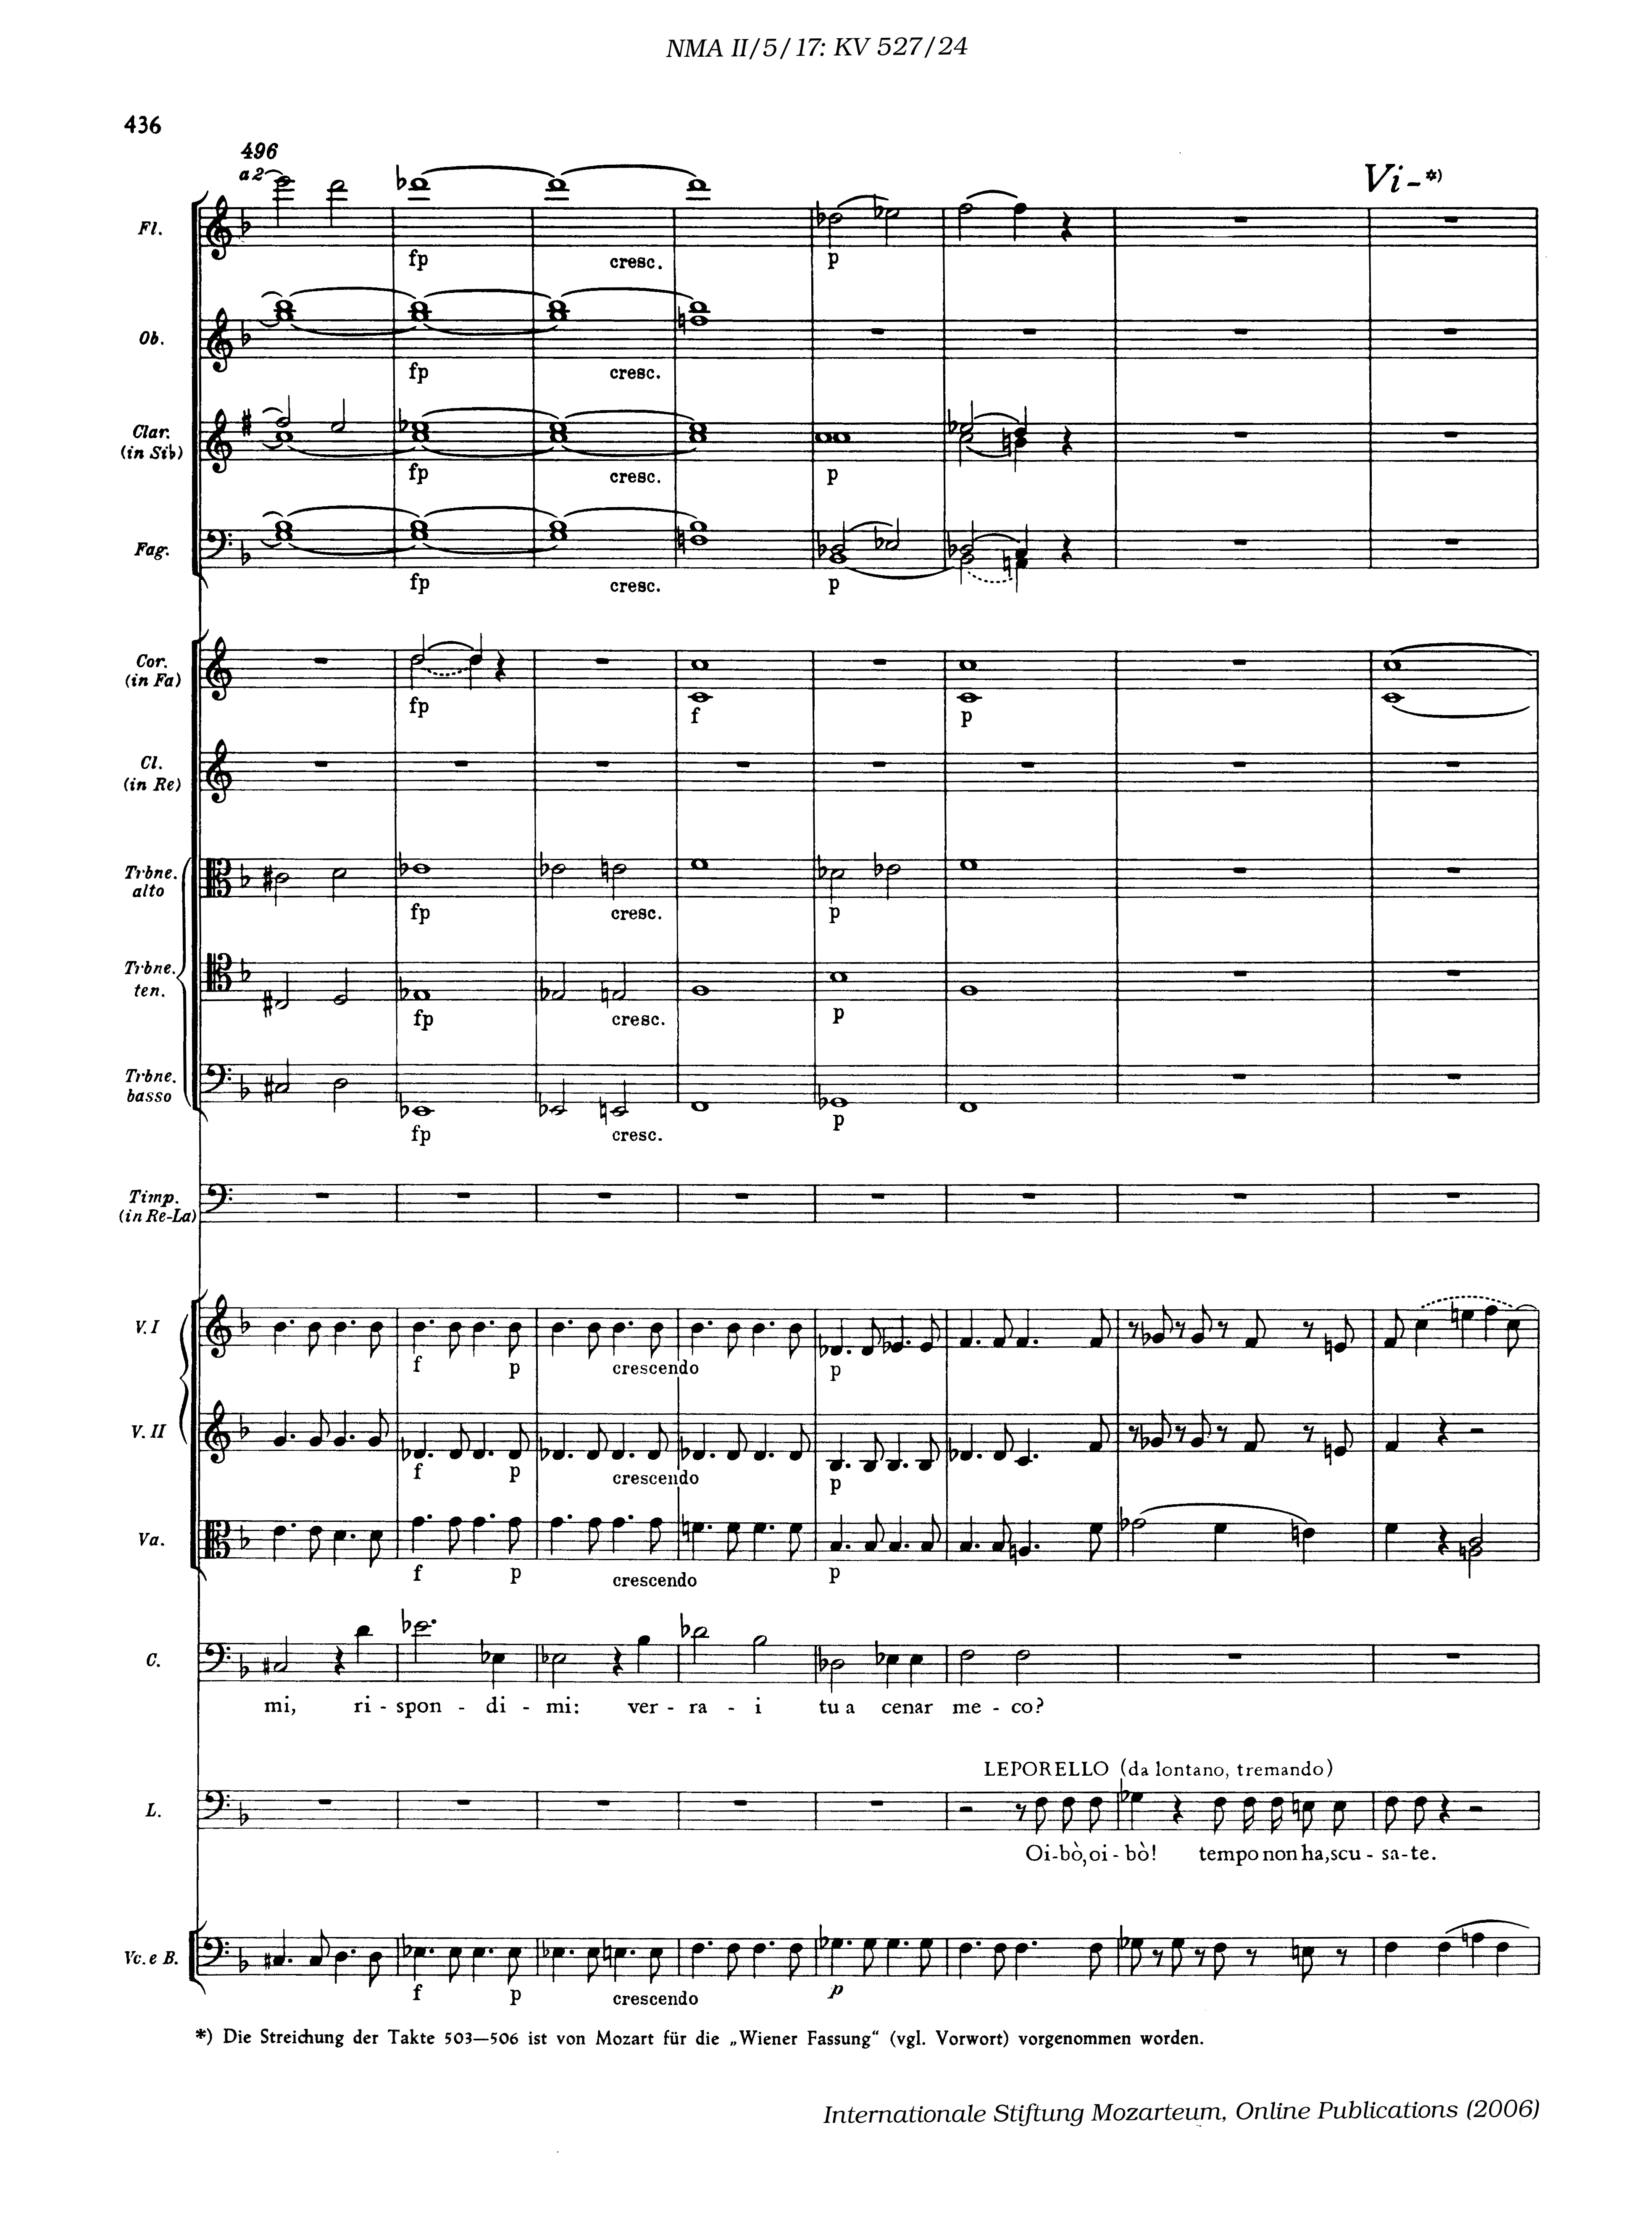 NMA II/5/17: KV 527/24
436
496
a2
Vi-*)
Fl.
fp cresc. p
Ob.
fp cresc.
Clar.
(in Sib)
fp cresc. p
Fag.
fp cresc. p
Cor.
(in Fa)
fp f p
Cl.
(in Re)
Trbne.
alto
fp cresc. p
Trbne.
ten.
fp cresc. p
Trbne.
basso
fp cresc. p
Timp.
(in Re-La)
V. I
f p crescendo p
V. II
f p crescendo p
Va.
f p crescendo p
C.
mi, ri - spon - di - mi: ver - ra - i tu a cenar me - co?
LEPORELLO (da lontano, tremando)
L.
Oi-bò, oi - bò! tempo non ha, scu - sa-te.
Vc. e B.
f p crescendo p
*) Die Streichung der Takte 503—506 ist von Mozart für die „Wiener Fassung“ (vgl. Vorwort) vorgenommen worden.
Internationale Stiftung Mozarteum, Online Publications (2006)